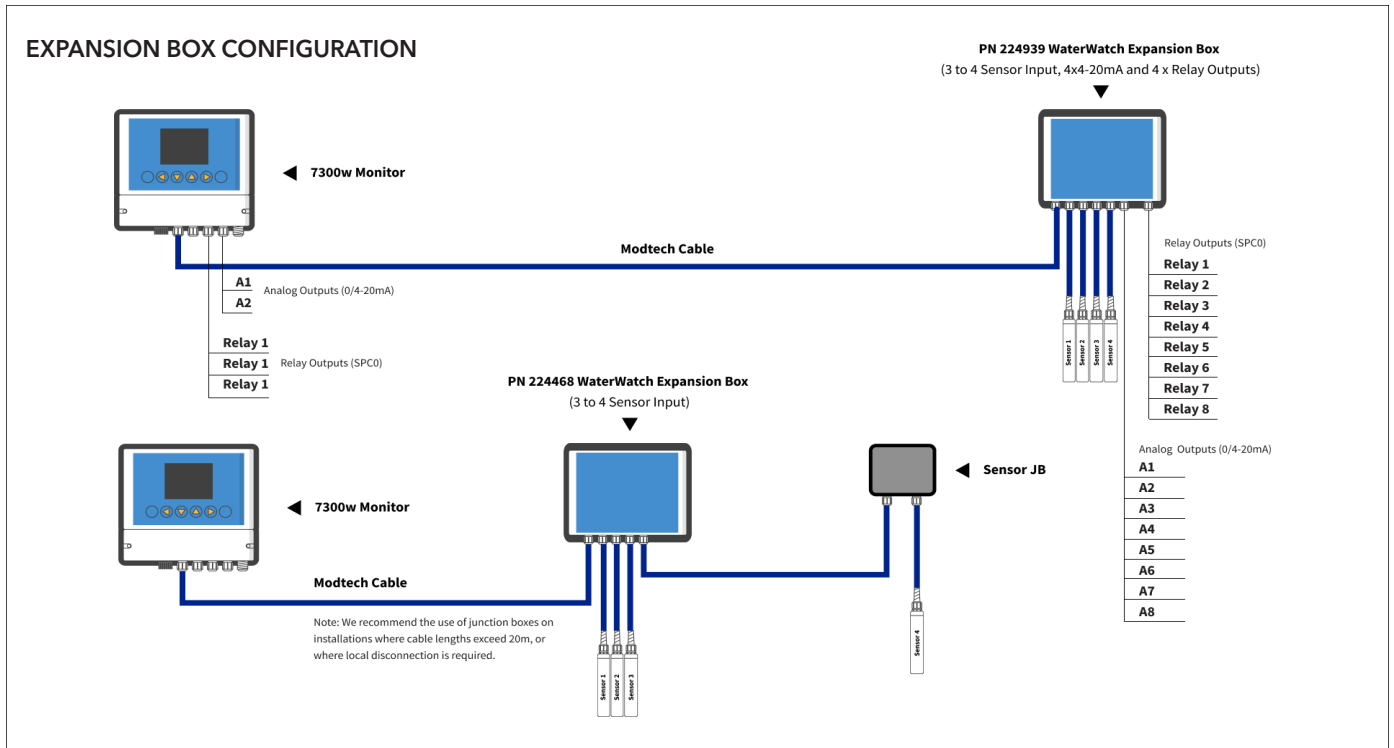 EXPANSION BOX CONFIGURATION
PN 224939 WaterWatch Expansion Box
(3 to 4 Sensor Input, 4x4-20mA and 4 x Relay Outputs)
7300w Monitor
Modtech Cable
A1
Analog Outputs (0/4-20mA)
A2
Relay 1
Relay 1
Relay Outputs (SPC0)
Relay 1
Sensor 1
Sensor 2
Sensor 3
Sensor 4
Relay Outputs (SPC0)
Relay 1
Relay 2
Relay 3
Relay 4
Relay 5
Relay 6
Relay 7
Relay 8
Analog Outputs (0/4-20mA)
A1
A2
A3
A4
A5
A6
A7
A8
PN 224468 WaterWatch Expansion Box
(3 to 4 Sensor Input)
7300w Monitor
Sensor JB
Modtech Cable
Note: We recommend the use of junction boxes on
installations where cable lengths exceed 20m, or
where local disconnection is required.
Sensor 1
Sensor 2
Sensor 3
Sensor 4